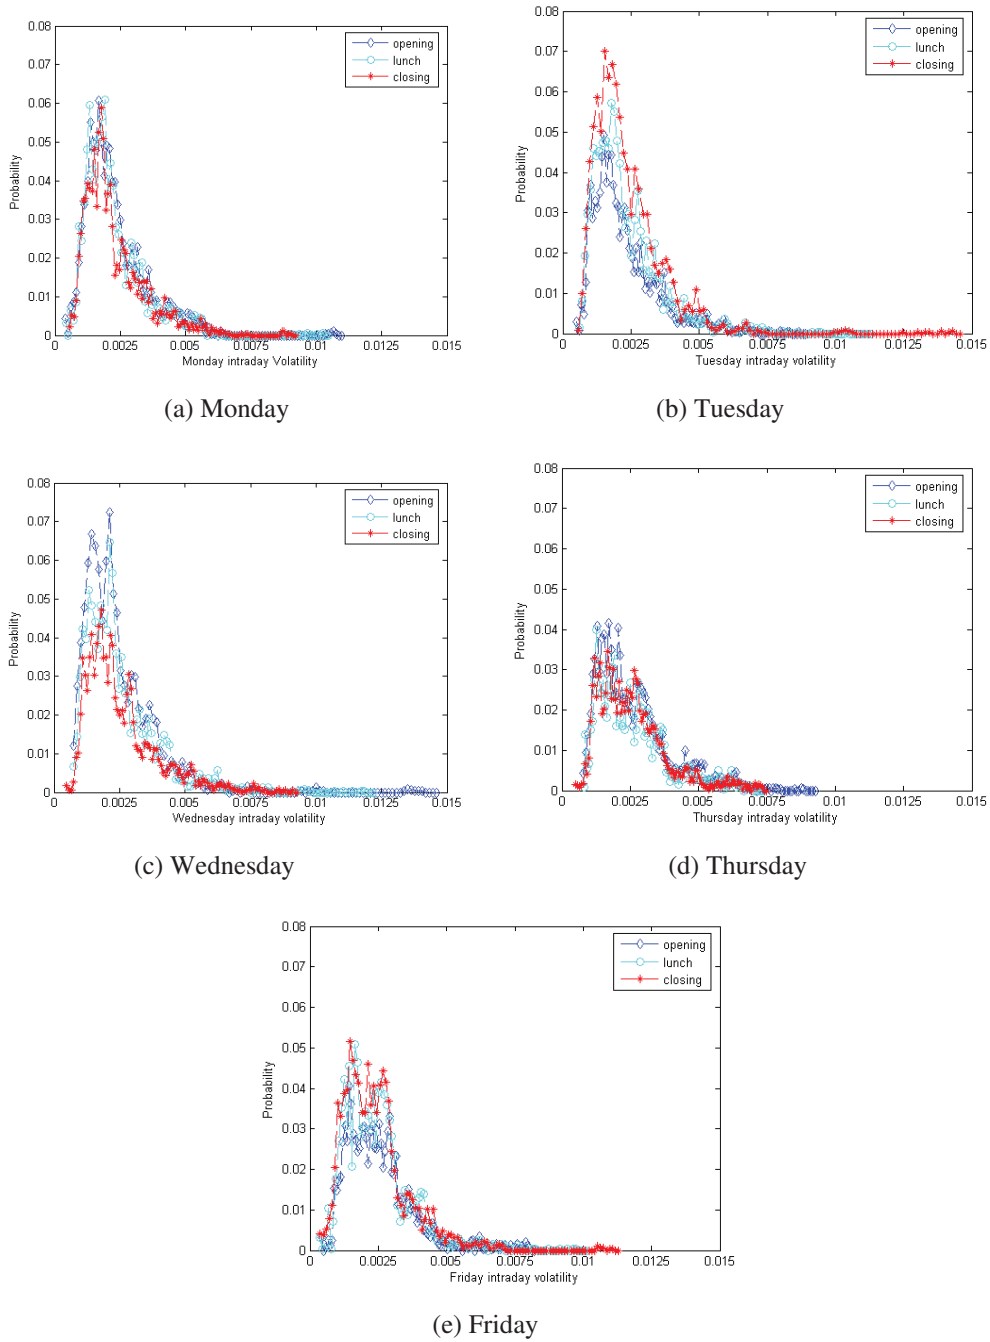 0.08
0.07
0.06
0.05
0.04
0.03
0.02
0.01
0
Probability
opening
lunch
closing
0 0.0025 0.005 0.0075 0.01 0.0125 0.015
Monday intraday Volatility
(a) Monday
0.08
0.07
0.06
0.05
0.04
0.03
0.02
0.01
0
Probability
opening
lunch
closing
0 0.0025 0.005 0.0075 0.01 0.0125 0.015
Tuesday intraday volatility
(b) Tuesday
0.08
0.07
0.06
0.05
0.04
0.03
0.02
0.01
0
Probability
opening
lunch
closing
0 0.0025 0.005 0.0075 0.01 0.0125 0.015
Wednesday intraday volatility
(c) Wednesday
0.08
0.07
0.06
0.05
0.04
0.03
0.02
0.01
0
Probability
opening
lunch
closing
0 0.0025 0.005 0.0075 0.01 0.0125 0.015
Thursday intraday volatility
(d) Thursday
0.08
0.07
0.06
0.05
0.04
0.03
0.02
0.01
0
Probability
opening
lunch
closing
0 0.0025 0.005 0.0075 0.01 0.0125 0.015
Friday intraday volatility
(e) Friday